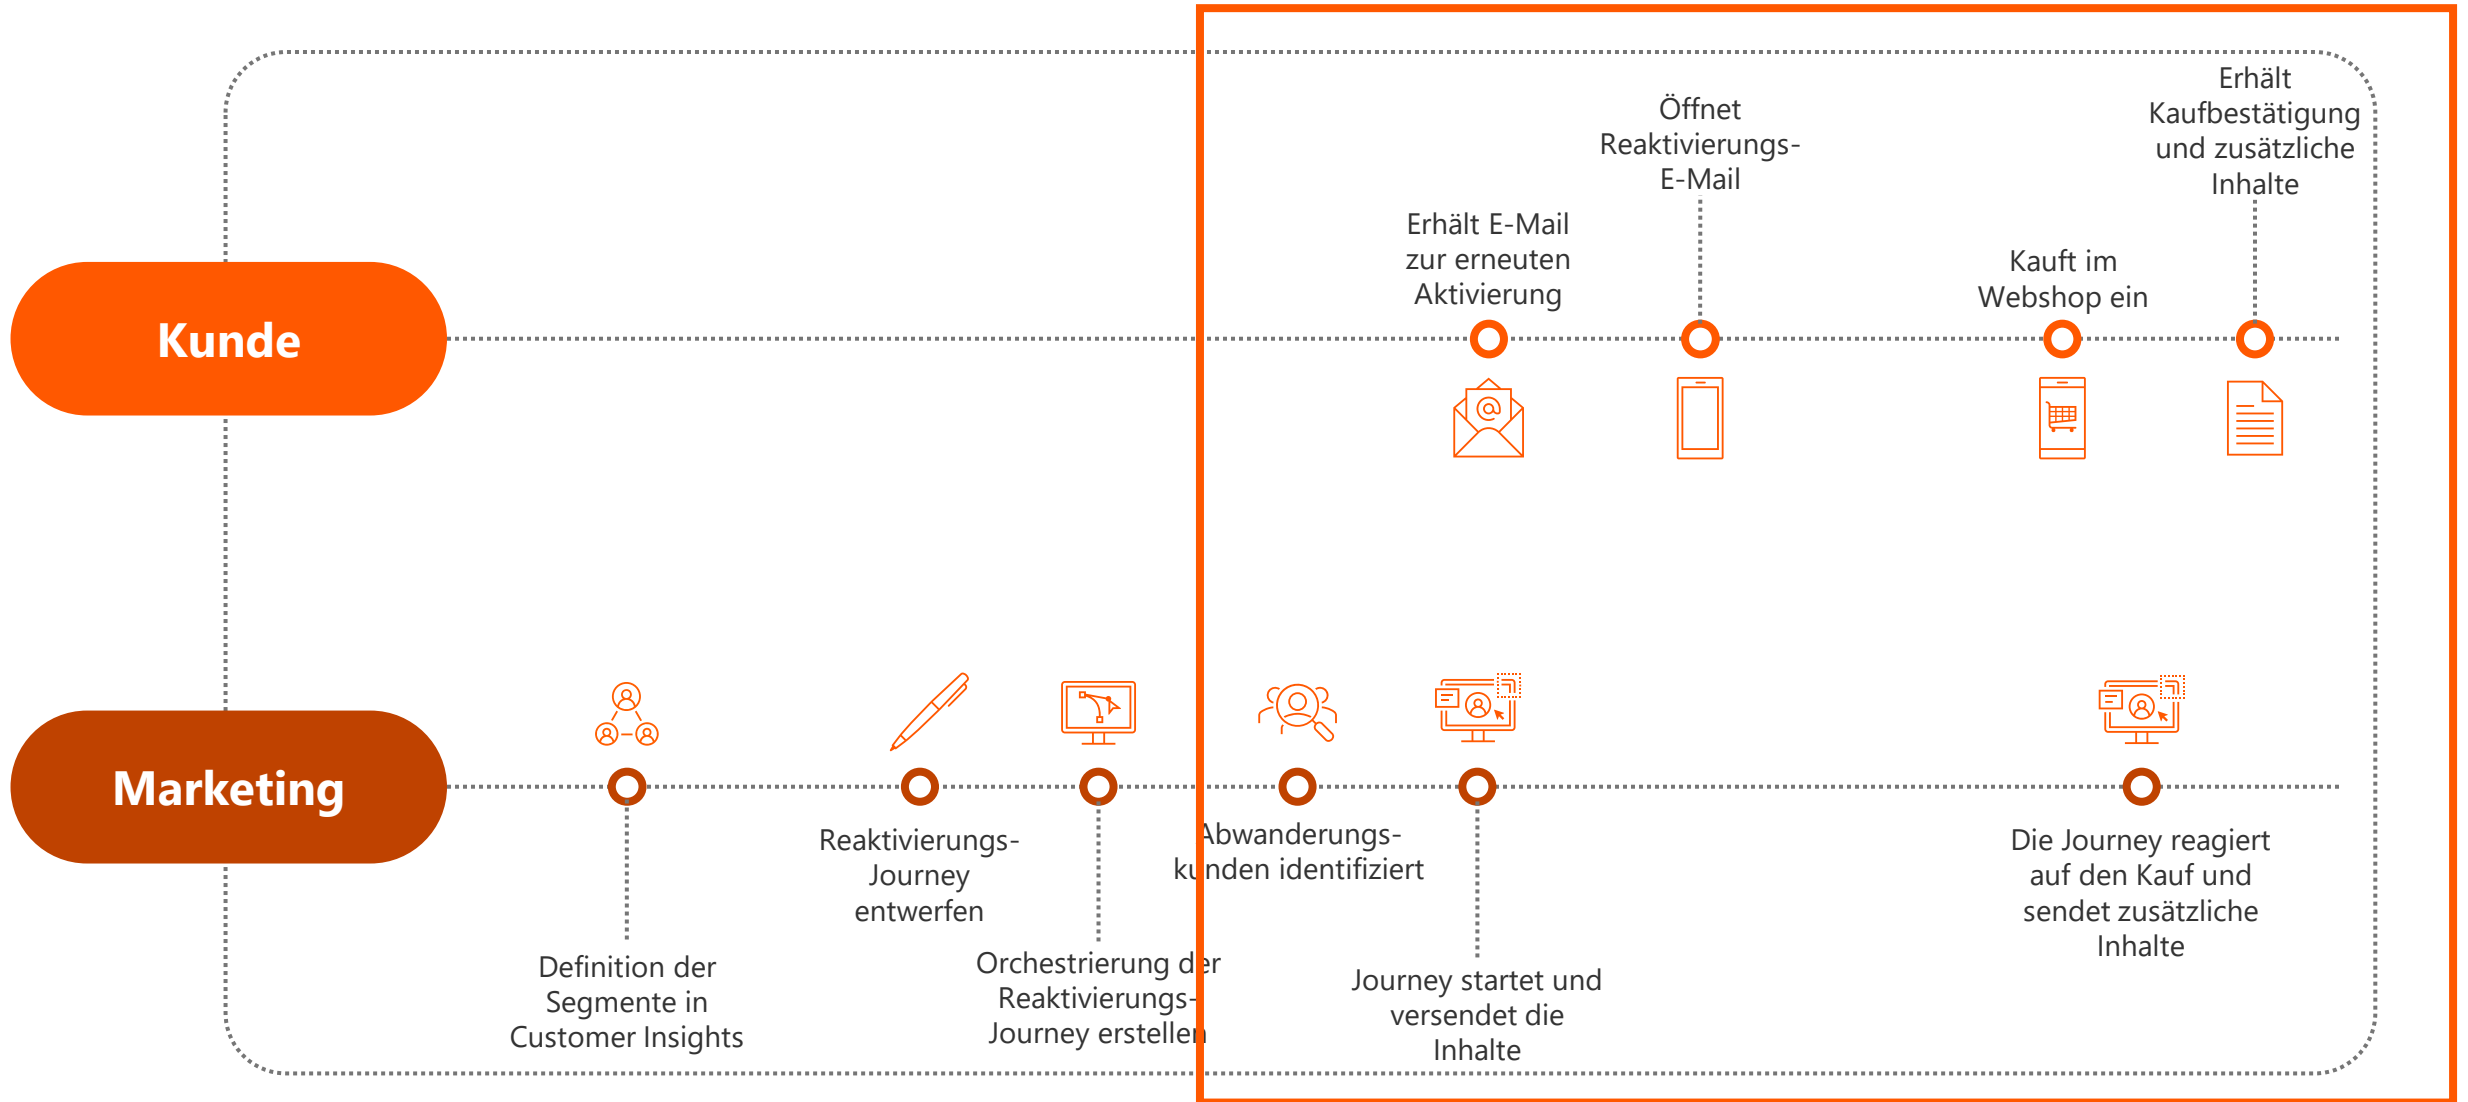 Erhält
Kaufbestätigung
und zusätzliche
Inhalte
Öffnet
Reaktivierungs-
E-Mail
Erhält E-Mail
zur erneuten
Aktivierung
Kauft im
Webshop ein
Kunde
Marketing
Reaktivierungs-
Journey
entwerfen
Abwanderungs-
kunden identifiziert
Die Journey reagiert
auf den Kauf und
sendet zusätzliche
Inhalte
Definition der
Segmente in
Customer Insights
Orchestrierung der
Reaktivierungs-
Journey erstellen
Journey startet und
versendet die
Inhalte